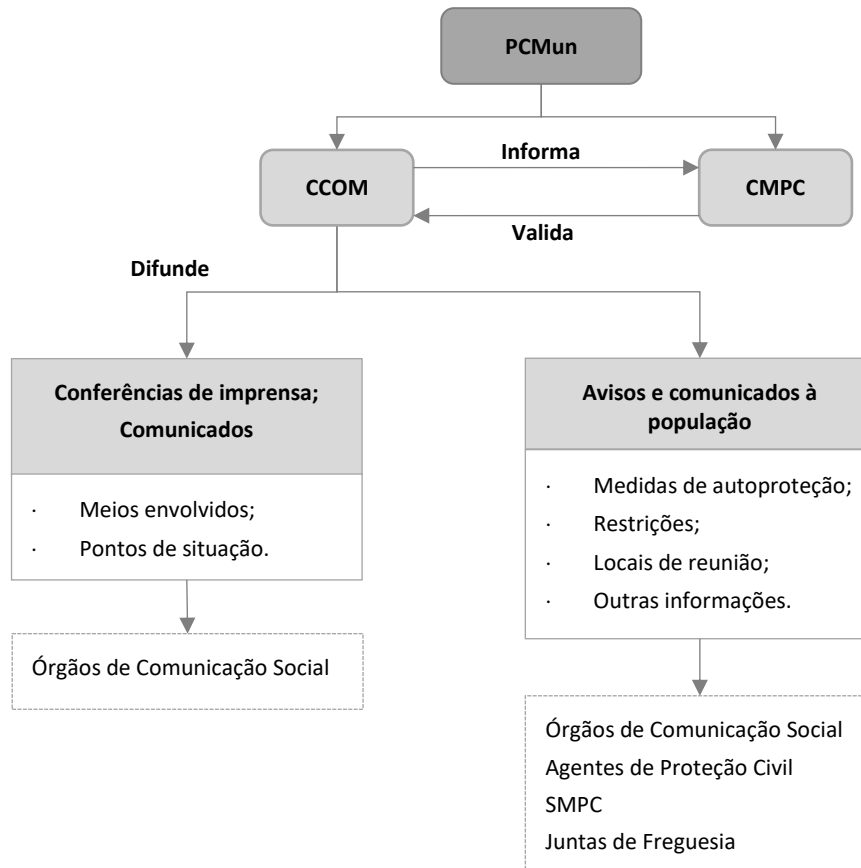 PCMun
Informa
CCOM
CMPC
Valida
Difunde
Conferências de imprensa;
Comunicados
· Meios envolvidos;
· Pontos de situação.
Órgãos de Comunicação Social
Avisos e comunicados à
população
· Medidas de autoproteção;
· Restrições;
· Locais de reunião;
· Outras informações.
Órgãos de Comunicação Social
Agentes de Proteção Civil
SMPC
Juntas de Freguesia